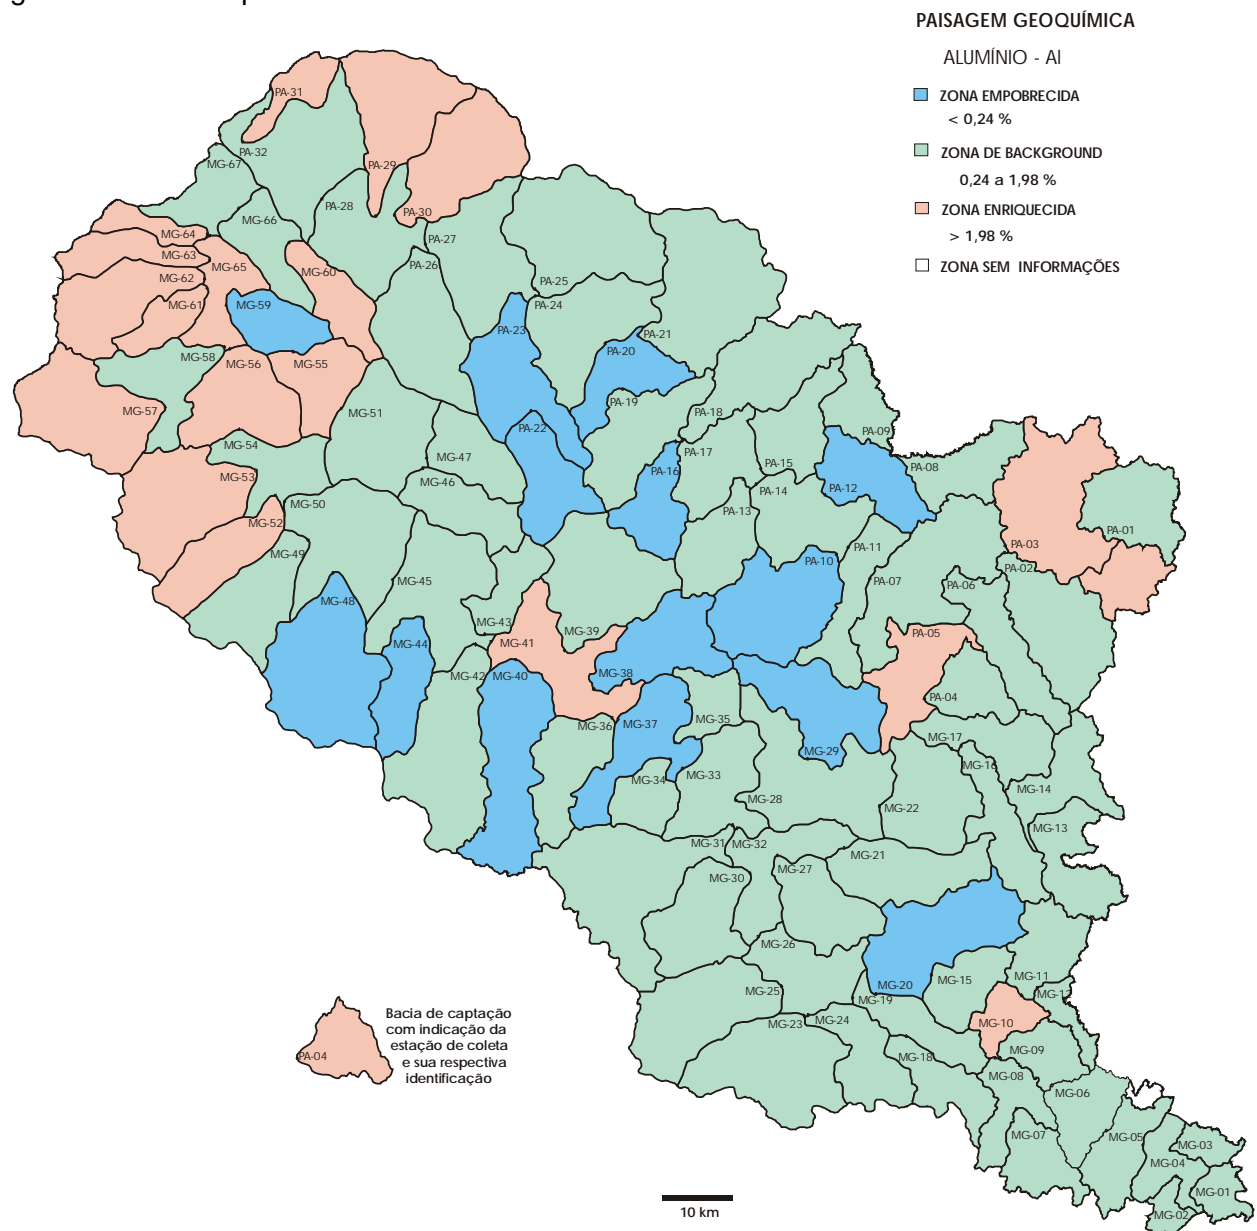 PAISAGEM GEOQUÍMICA
ALUMÍNIO - Al
ZONA EMPOBRECIDA
< 0,24 %
ZONA DE BACKGROUND
0,24 a 1,98 %
ZONA ENRIQUECIDA
> 1,98 %
ZONA SEM INFORMAÇÕES
PA-31
PA-32
MG-67
PA-29
PA-28
PA-30
MG-66
PA-27
MG-64
MG-63
MG-65
PA-26
MG-60
MG-62
PA-25
MG-61
MG-59
PA-24
PA-23
PA-21
PA-20
MG-58
MG-56
MG-55
PA-19
MG-57
MG-51
PA-18
PA-22
PA-09
MG-54
PA-17
MG-47
PA-15
PA-16
PA-08
MG-53
MG-46
PA-12
PA-14
MG-50
PA-13
MG-52
PA-01
PA-03
PA-11
MG-49
PA-10
PA-02
MG-45
PA-07
PA-06
MG-48
MG-43
MG-39
PA-05
MG-44
MG-41
MG-38
MG-42
MG-40
PA-04
MG-37
MG-35
MG-36
MG-17
MG-29
MG-16
MG-33
MG-34
MG-14
MG-28
MG-22
MG-13
MG-31
MG-32
MG-21
MG-27
MG-30
MG-26
MG-11
MG-15
MG-20
MG-25
MG-12
MG-19
MG-24
MG-23
MG-10
MG-09
MG-18
MG-08
MG-06
MG-07
MG-05
MG-03
MG-04
MG-01
MG-02
Bacia de captação
com indicação da
estação de coleta
e sua respectiva
identificação
PA-04
10 km